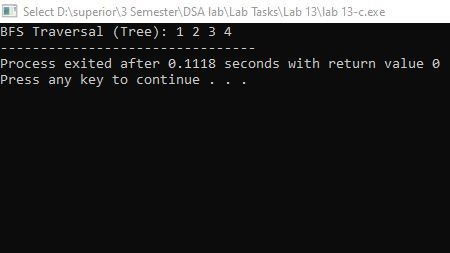 Select D:\superior\3 Semester\DSA lab\Lab Tasks\Lab 13\lab 13-c.exe
BFS Traversal (Tree): 1 2 3 4
--------------------------------
Process exited after 0.1118 seconds with return value 0
Press any key to continue . . .